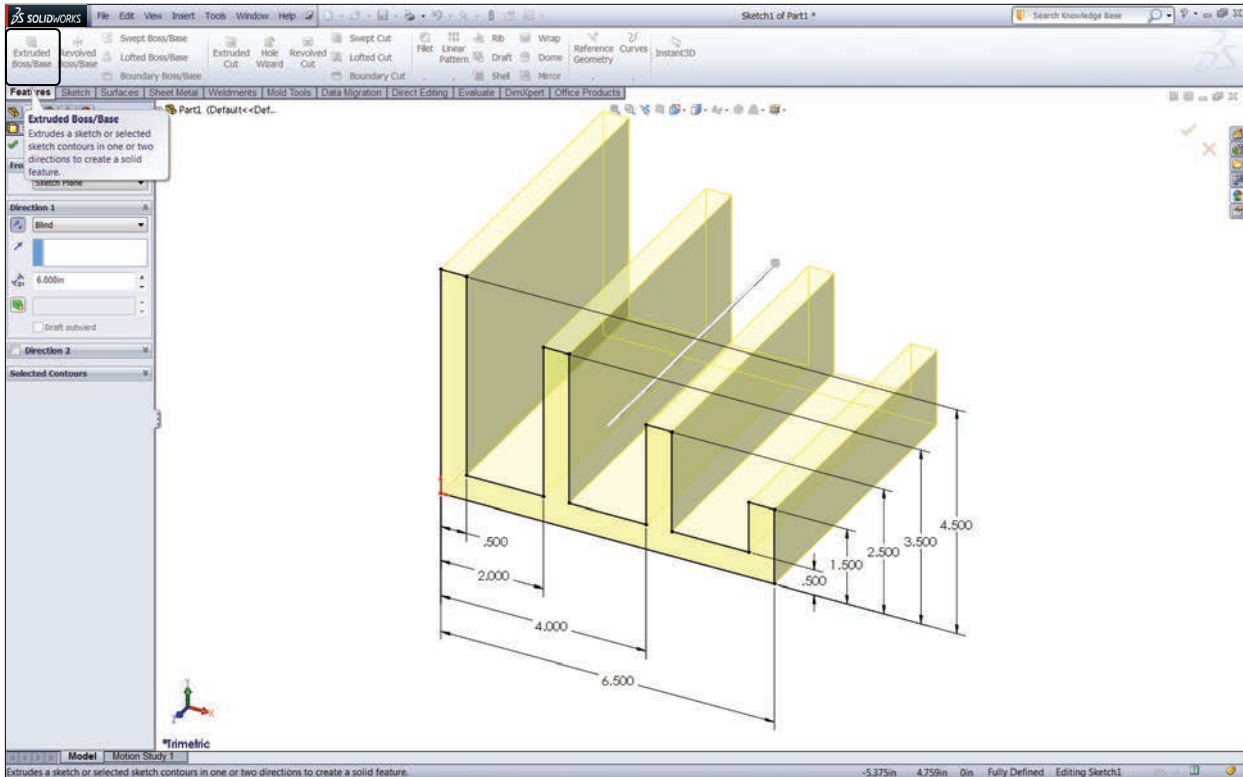 SOLIDWORKS File Edit View Insert Tools Window Help Sketch1 of Part1 * Search Knowledge Base
Extruded Boss/Base
Revolved Boss/Base
Swept Boss/Base
Lofted Boss/Base
Boundary Boss/Base
Extruded Cut
Hole Wizard
Revolved Cut
Swept Cut
Lofted Cut
Boundary Cut
Fillet
Linear Pattern
Rib
Draft
Shell
Wrap
Dome
Mirror
Reference Geometry
Curves
Instant3D
Features Sketch Surfaces Sheet Metal Weldments Mold Tools Data Migration Direct Editing Evaluate DimXpert Office Products
Part1 (Default<<Def...
Extruded Boss/Base
Extrudes a sketch or selected
sketch contours in one or two
directions to create a solid
feature.
Fro
Sketch Plane
Direction 1
Blind
6.000in
Draft outward
Direction 2
Selected Contours
.500
2.000
4.000
6.500
.500
1.500
2.500
3.500
4.500
Y
X
Z
*Trimetric
Model Motion Study 1
Extrudes a sketch or selected sketch contours in one or two directions to create a solid feature. -5.375in 4.759in 0in Fully Defined Editing Sketch1